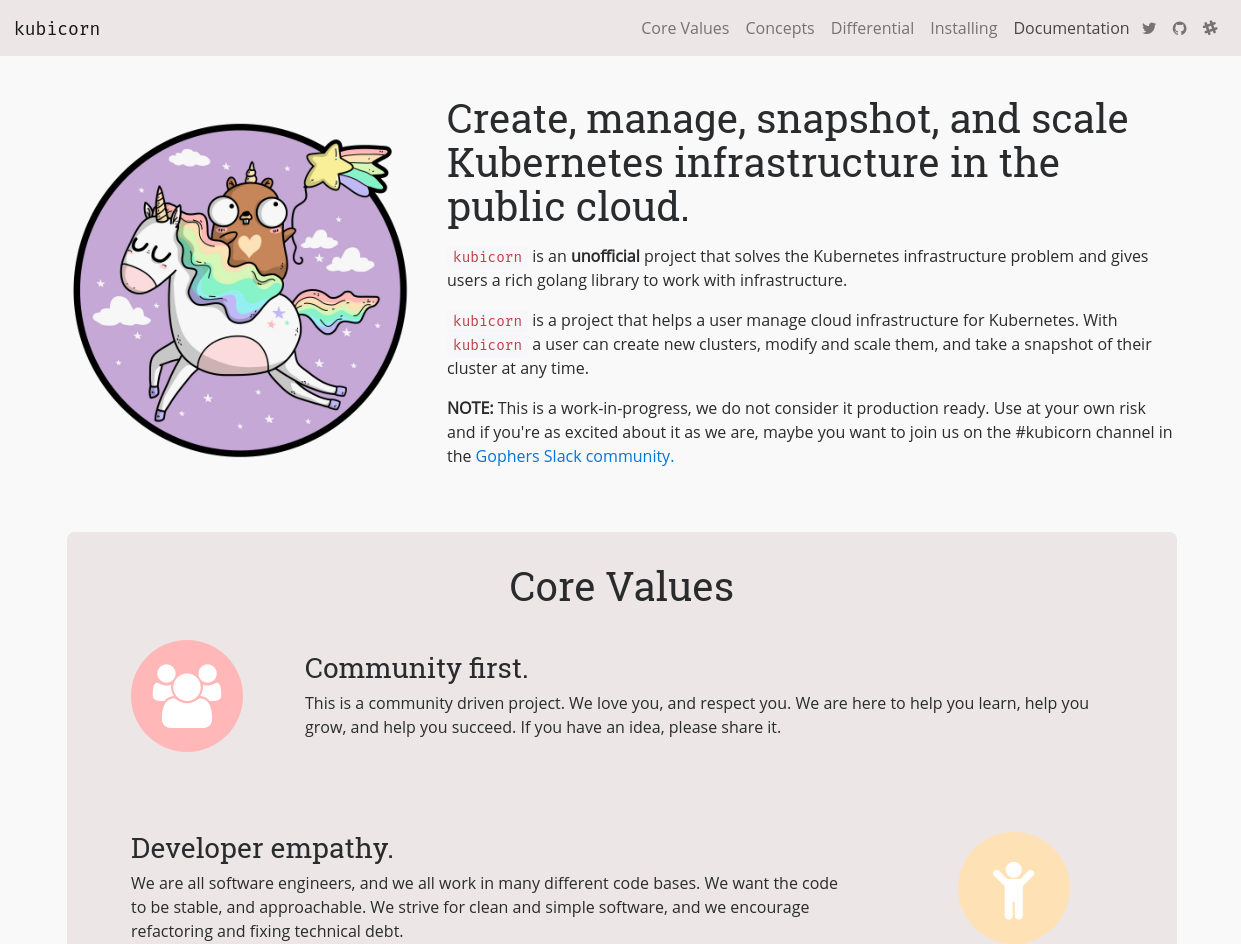 kubicorn
Core Values Concepts Differential Installing Documentation
Create, manage, snapshot, and scale
Kubernetes infrastructure in the
public cloud.
kubicorn is an unofficial project that solves the Kubernetes infrastructure problem and gives
users a rich golang library to work with infrastructure.
kubicorn is a project that helps a user manage cloud infrastructure for Kubernetes. With
kubicorn a user can create new clusters, modify and scale them, and take a snapshot of their
cluster at any time.
NOTE: This is a work-in-progress, we do not consider it production ready. Use at your own risk
and if you're as excited about it as we are, maybe you want to join us on the #kubicorn channel in
the Gophers Slack community.
Core Values
Community first.
This is a community driven project. We love you, and respect you. We are here to help you learn, help you
grow, and help you succeed. If you have an idea, please share it.
Developer empathy.
We are all software engineers, and we all work in many different code bases. We want the code
to be stable, and approachable. We strive for clean and simple software, and we encourage
refactoring and fixing technical debt.